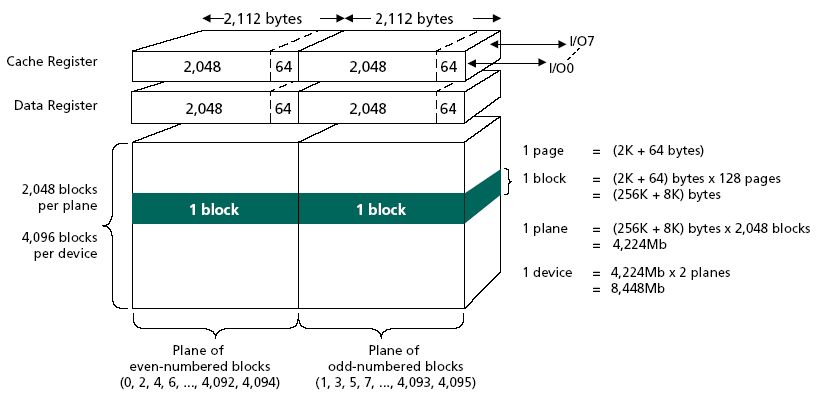 2,112 bytes 2,112 bytes
I/O7
Cache Register 2,048 64 2,048 64 I/O0
Data Register 2,048 64 2,048 64
1 page = (2K + 64 bytes)
1 block = (2K + 64) bytes x 128 pages
= (256K + 8K) bytes
2,048 blocks
per plane
1 block 1 block
1 plane = (256K + 8K) bytes x 2,048 blocks
= 4,224Mb
4,096 blocks
per device
1 device = 4,224Mb x 2 planes
= 8,448Mb
Plane of
even-numbered blocks
(0, 2, 4, 6, ..., 4,092, 4,094)
Plane of
odd-numbered blocks
(1, 3, 5, 7, ..., 4,093, 4,095)